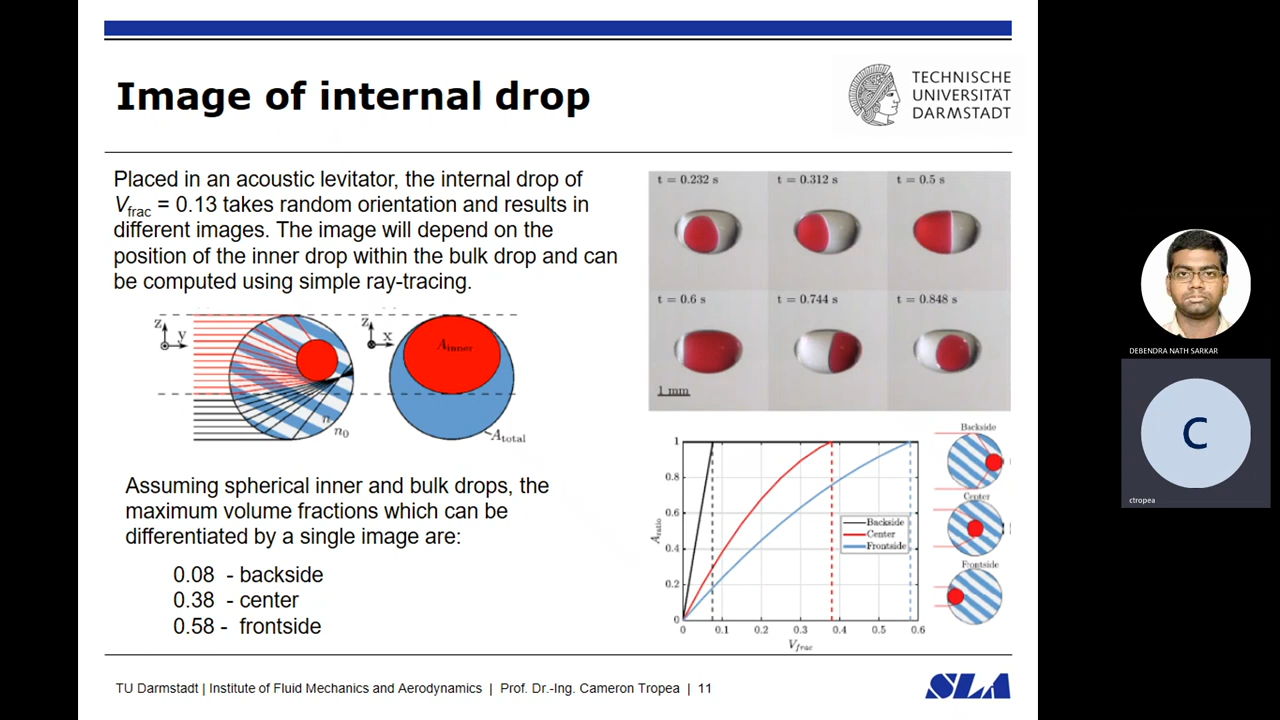 Image of internal drop
TECHNISCHE
UNIVERSITÄT
DARMSTADT
Placed in an acoustic levitator, the internal drop of
Vfrac = 0.13 takes random orientation and results in
different images. The image will depend on the
position of the inner drop within the bulk drop and can
be computed using simple ray-tracing.
z
y
n
n0
z
x
Ainner
Atotal
Assuming spherical inner and bulk drops, the
maximum volume fractions which can be
differentiated by a single image are:
0.08 - backside
0.38 - center
0.58 - frontside
t = 0.232 s
t = 0.312 s
t = 0.5 s
t = 0.6 s
t = 0.744 s
t = 0.848 s
1 mm
1
0.8
0.6
0.4
0.2
0
Aratio
Backside
Center
Frontside
0 0.1 0.2 0.3 0.4 0.5 0.6
Vfrac
Backside
Center
Frontside
TU Darmstadt | Institute of Fluid Mechanics and Aerodynamics | Prof. Dr.-Ing. Cameron Tropea | 11
SLA
DEBENDRA NATH SARKAR
C
ctropea